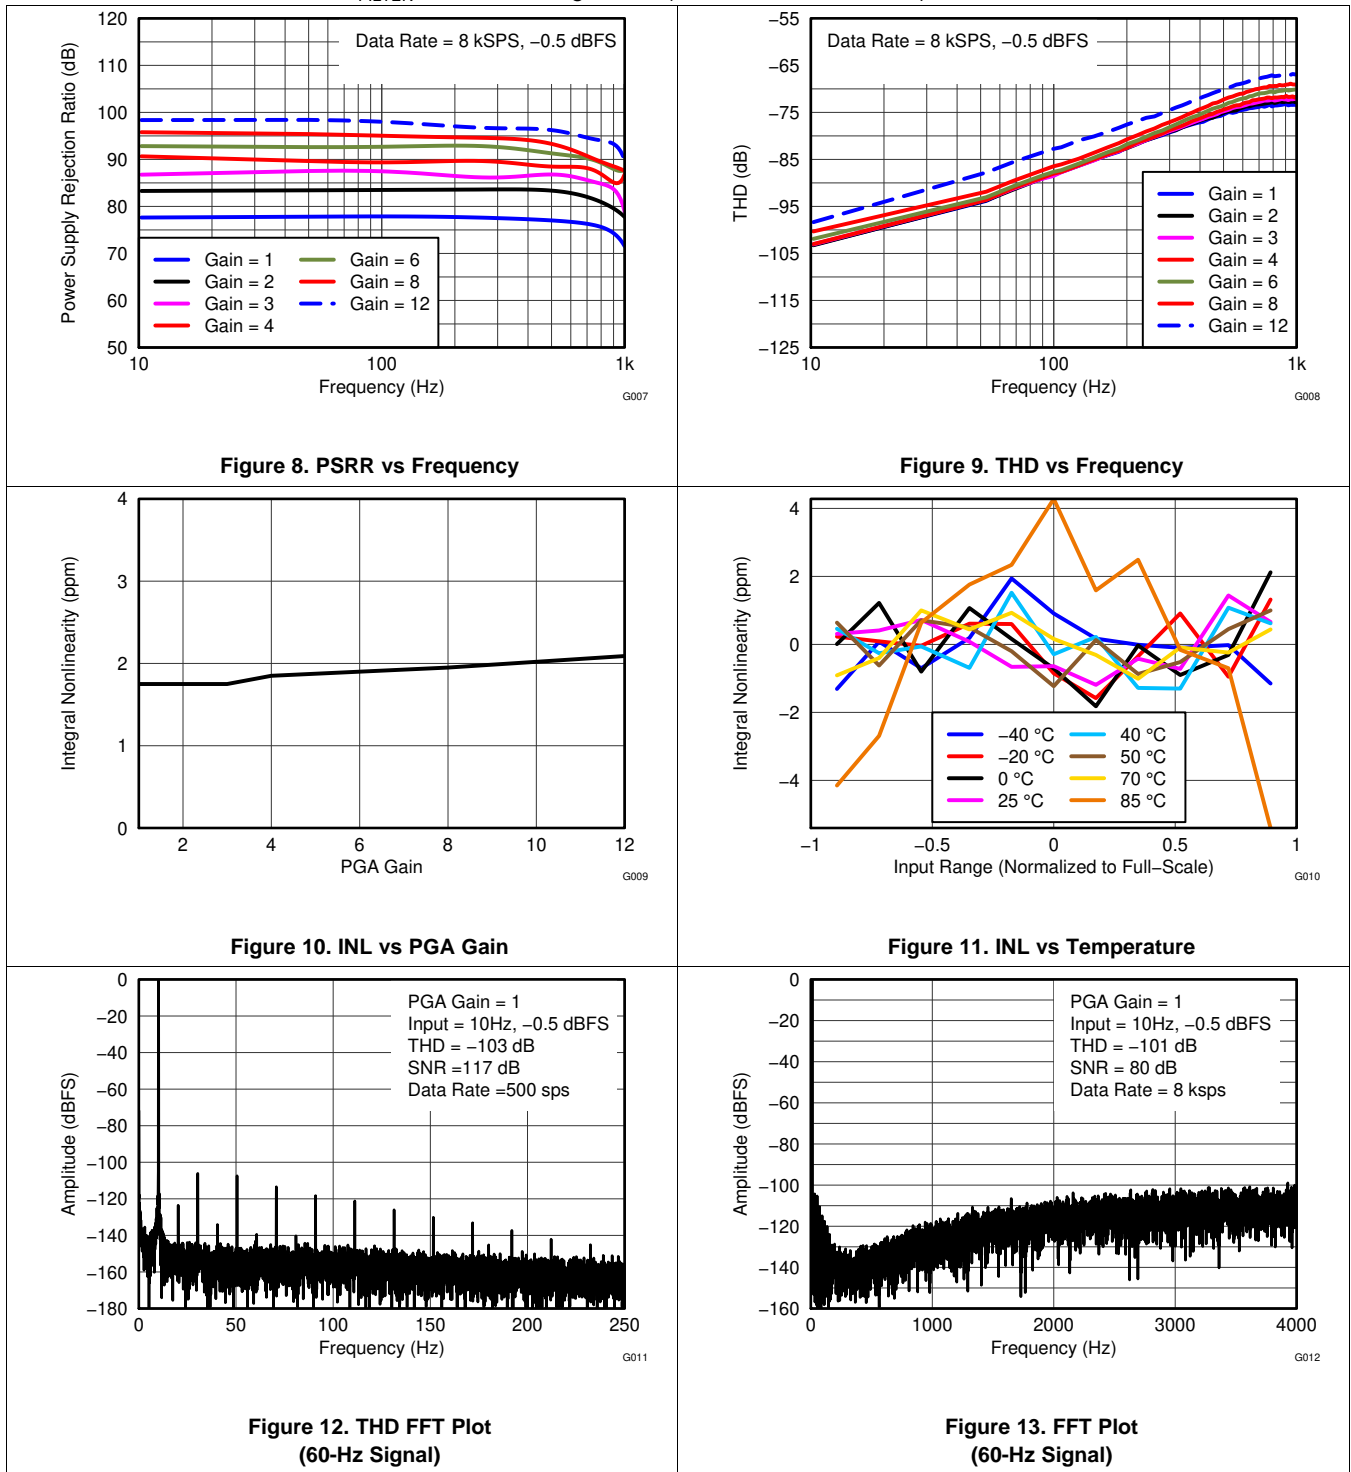 120
110
100
90
80
70
60
50
Power Supply Rejection Ratio (dB)
Data Rate = 8 kSPS, −0.5 dBFS
Gain = 1
Gain = 2
Gain = 3
Gain = 4
Gain = 6
Gain = 8
Gain = 12
10 100 1k
Frequency (Hz)
G007
Figure 8. PSRR vs Frequency
−55
−65
−75
−85
−95
−105
−115
−125
THD (dB)
Data Rate = 8 kSPS, −0.5 dBFS
Gain = 1
Gain = 2
Gain = 3
Gain = 4
Gain = 6
Gain = 8
Gain = 12
10 100 1k
Frequency (Hz)
G008
Figure 9. THD vs Frequency
4
3
2
1
0
Integral Nonlinearity (ppm)
2 4 6 8 10 12
PGA Gain
G009
Figure 10. INL vs PGA Gain
4
2
0
−2
−4
Integral Nonlinearity (ppm)
−40 °C
−20 °C
0 °C
25 °C
40 °C
50 °C
70 °C
85 °C
−1 −0.5 0 0.5 1
Input Range (Normalized to Full−Scale)
G010
Figure 11. INL vs Temperature
0
−20
−40
−60
−80
−100
−120
−140
−160
−180
Amplitude (dBFS)
PGA Gain = 1
Input = 10Hz, −0.5 dBFS
THD = −103 dB
SNR =117 dB
Data Rate =500 sps
0 50 100 150 200 250
Frequency (Hz)
G011
Figure 12. THD FFT Plot
(60-Hz Signal)
0
−20
−40
−60
−80
−100
−120
−140
−160
Amplitude (dBFS)
PGA Gain = 1
Input = 10Hz, −0.5 dBFS
THD = −101 dB
SNR = 80 dB
Data Rate = 8 ksps
0 1000 2000 3000 4000
Frequency (Hz)
G012
Figure 13. FFT Plot
(60-Hz Signal)